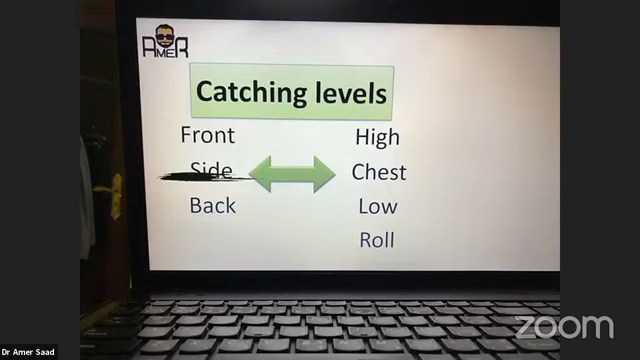 AMER
Catching levels
Front
High
Side
Chest
Back
Low
Roll
zoom
Dr Amer Saad